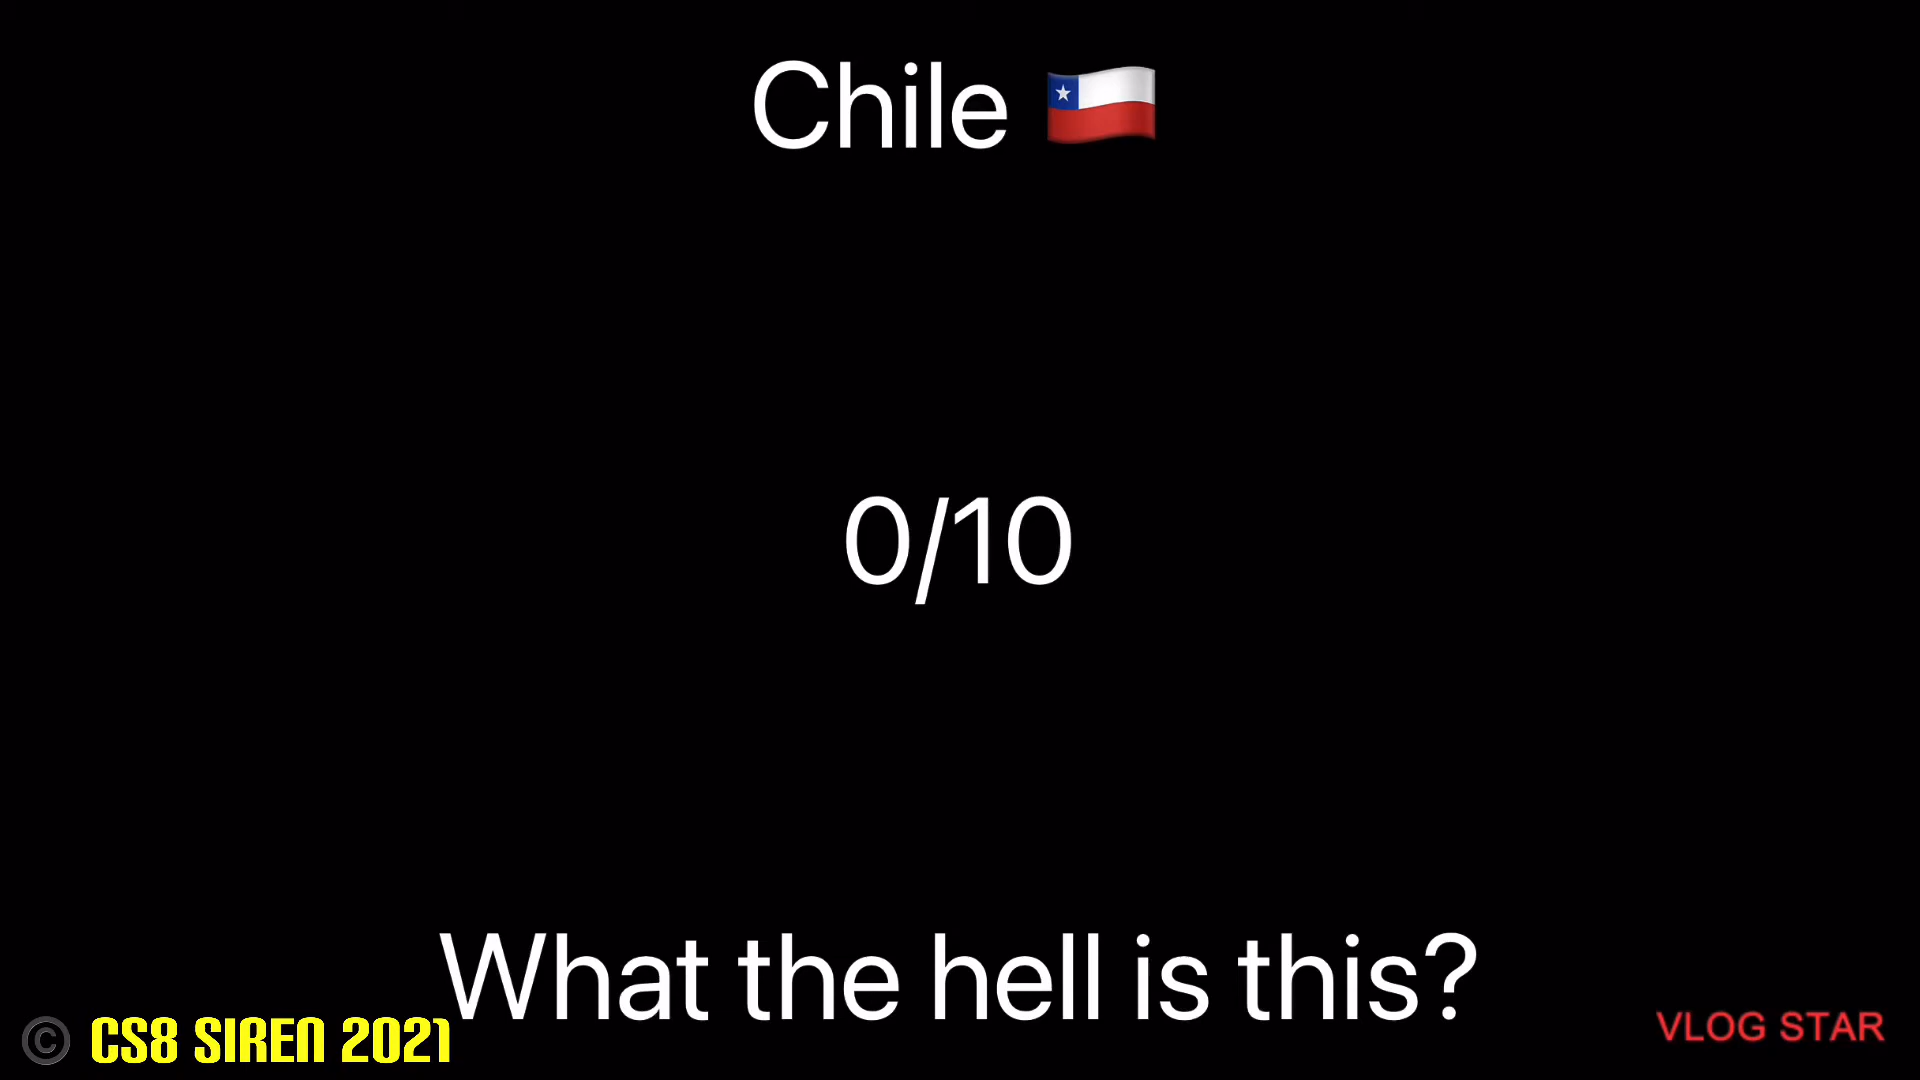 Chile 🇨🇱
0/10
What the hell is this?
© CS8 SIREN 2021
VLOG STAR